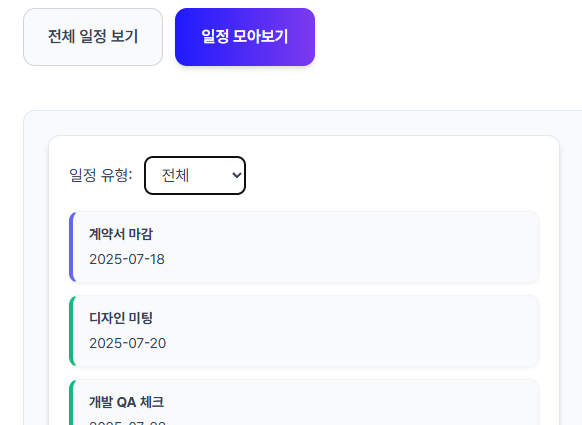 전체 일정 보기
일정 모아보기
일정 유형: 전체
계약서 마감
2025-07-18
디자인 미팅
2025-07-20
개발 QA 체크